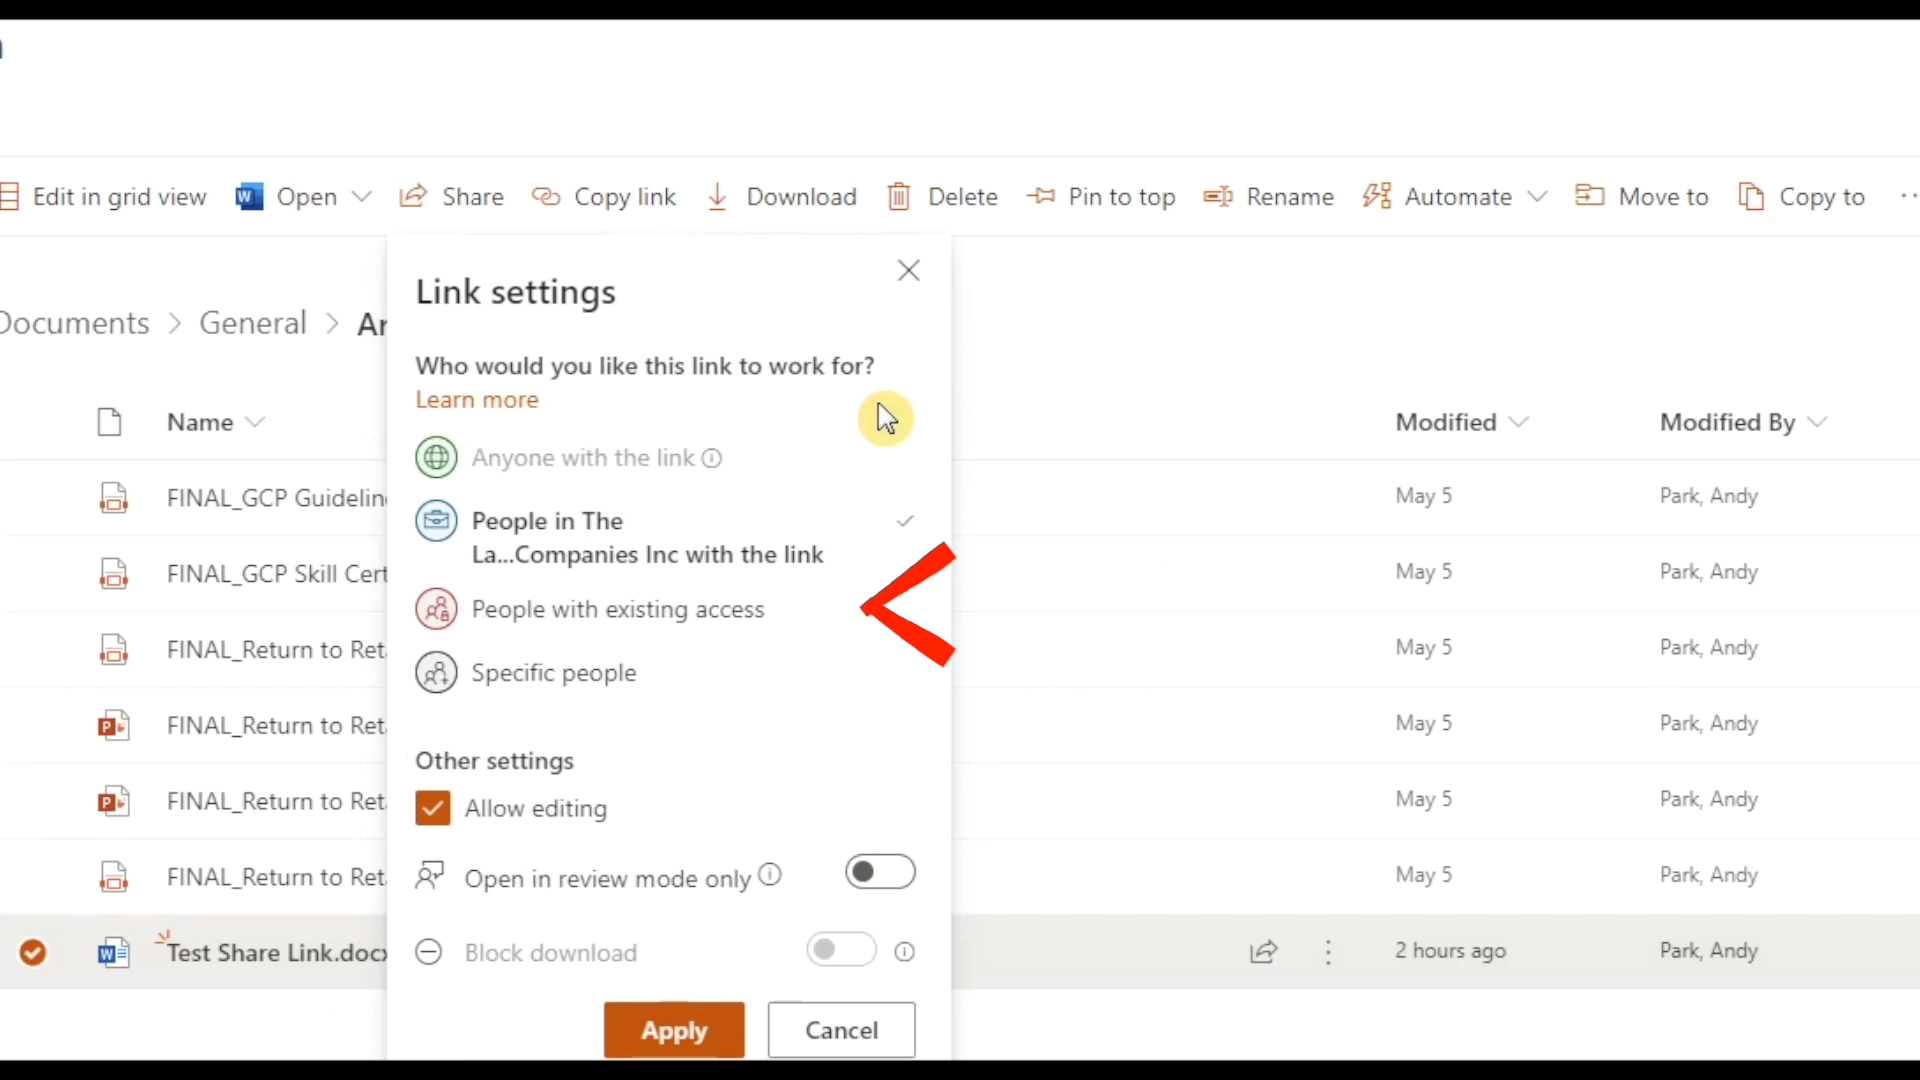 Edit in grid view Open Share Copy link Download Delete Pin to top Rename Automate Move to Copy to
Documents > General > Ar
Link settings
Who would you like this link to work for?
Learn more
Anyone with the link
People in The
La...Companies Inc with the link
People with existing access
Specific people
Other settings
Allow editing
Open in review mode only
Block download
Apply Cancel
Name Modified Modified By
FINAL_GCP Guidelin May 5 Park, Andy
FINAL_GCP Skill Cert May 5 Park, Andy
FINAL_Return to Ret May 5 Park, Andy
FINAL_Return to Ret May 5 Park, Andy
FINAL_Return to Ret May 5 Park, Andy
FINAL_Return to Ret May 5 Park, Andy
Test Share Link.docx 2 hours ago Park, Andy